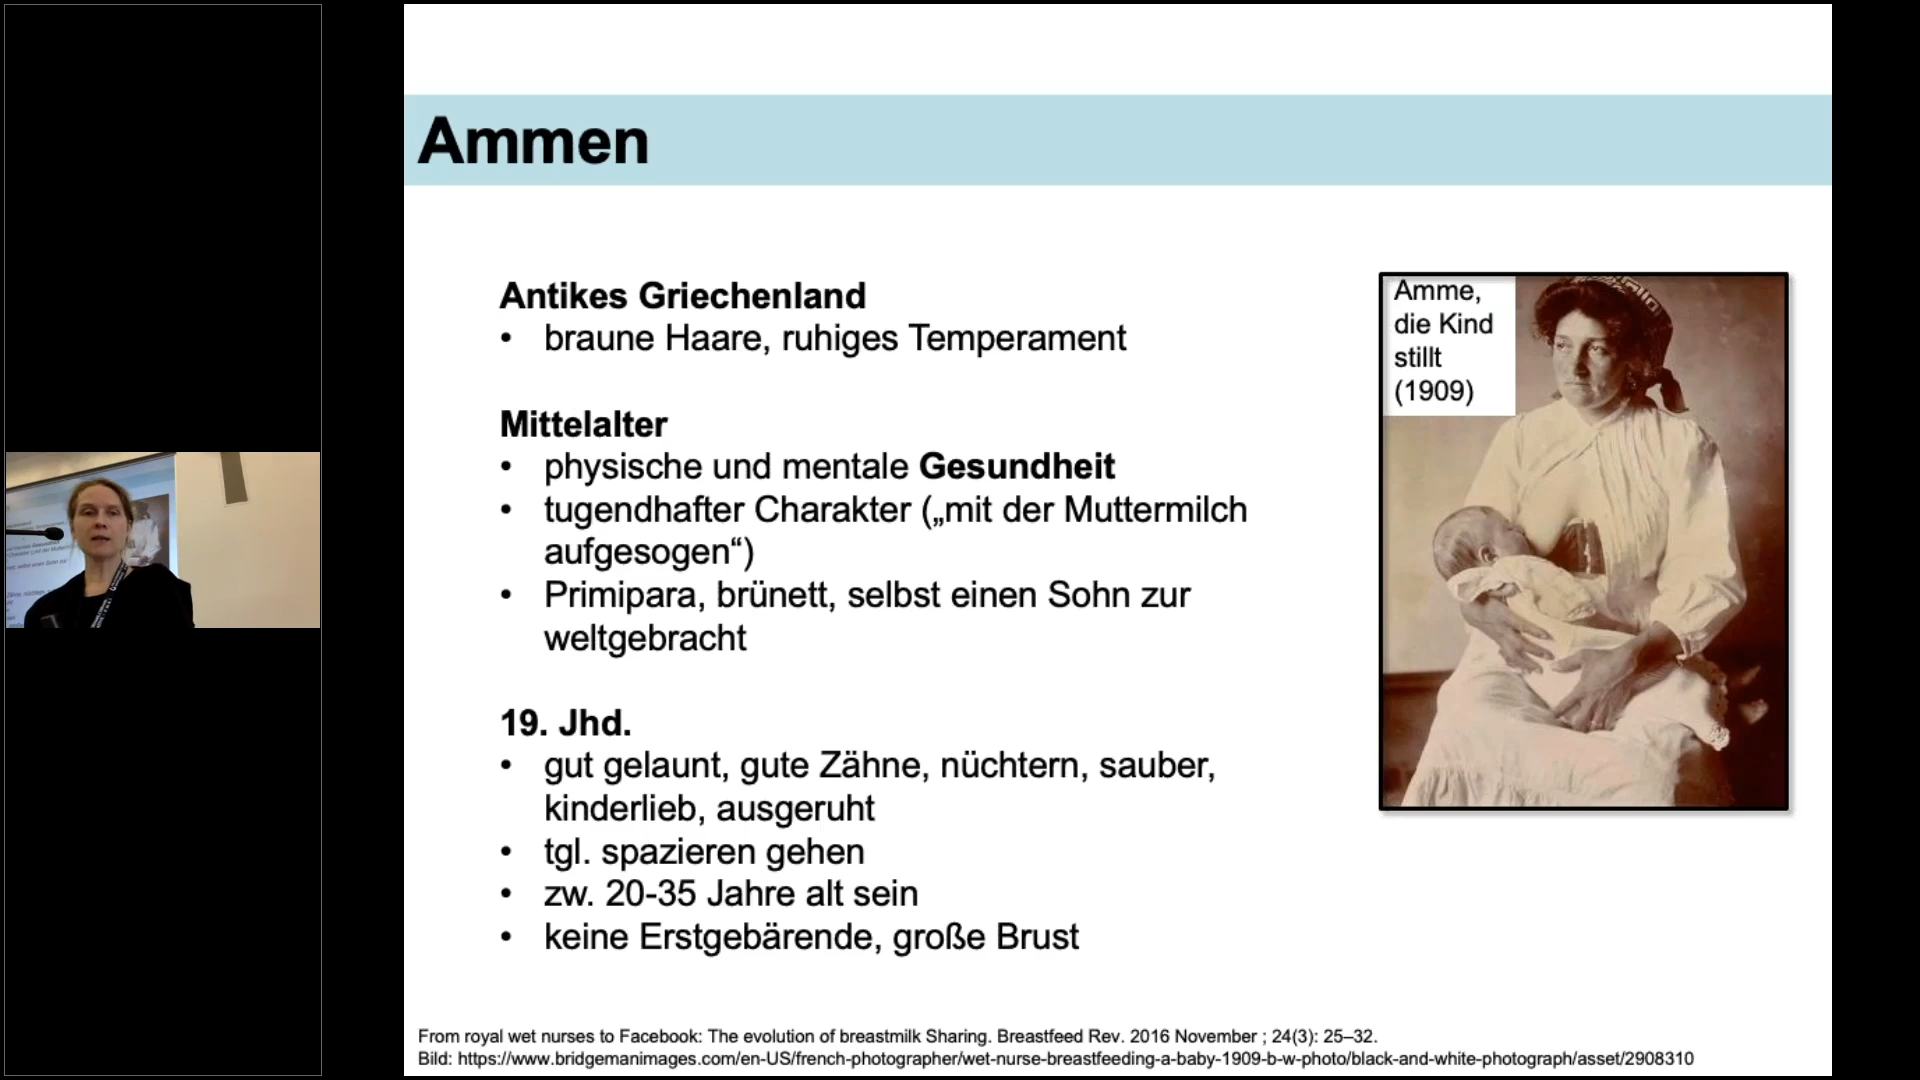 Ammen
Antikes Griechenland
• braune Haare, ruhiges Temperament
Mittelalter
• physische und mentale Gesundheit
• tugendhafter Charakter („mit der Muttermilch
aufgesogen“)
• Primipara, brünett, selbst einen Sohn zur
weltgebracht
19. Jhd.
• gut gelaunt, gute Zähne, nüchtern, sauber,
kinderlieb, ausgeruht
• tgl. spazieren gehen
• zw. 20-35 Jahre alt sein
• keine Erstgebärende, große Brust
Amme,
die Kind
stillt
(1909)
From royal wet nurses to Facebook: The evolution of breastmilk Sharing. Breastfeed Rev. 2016 November ; 24(3): 25–32.
Bild: https://www.bridgemanimages.com/en-US/french-photographer/wet-nurse-breastfeeding-a-baby-1909-b-w-photo/black-and-white-photograph/asset/2908310